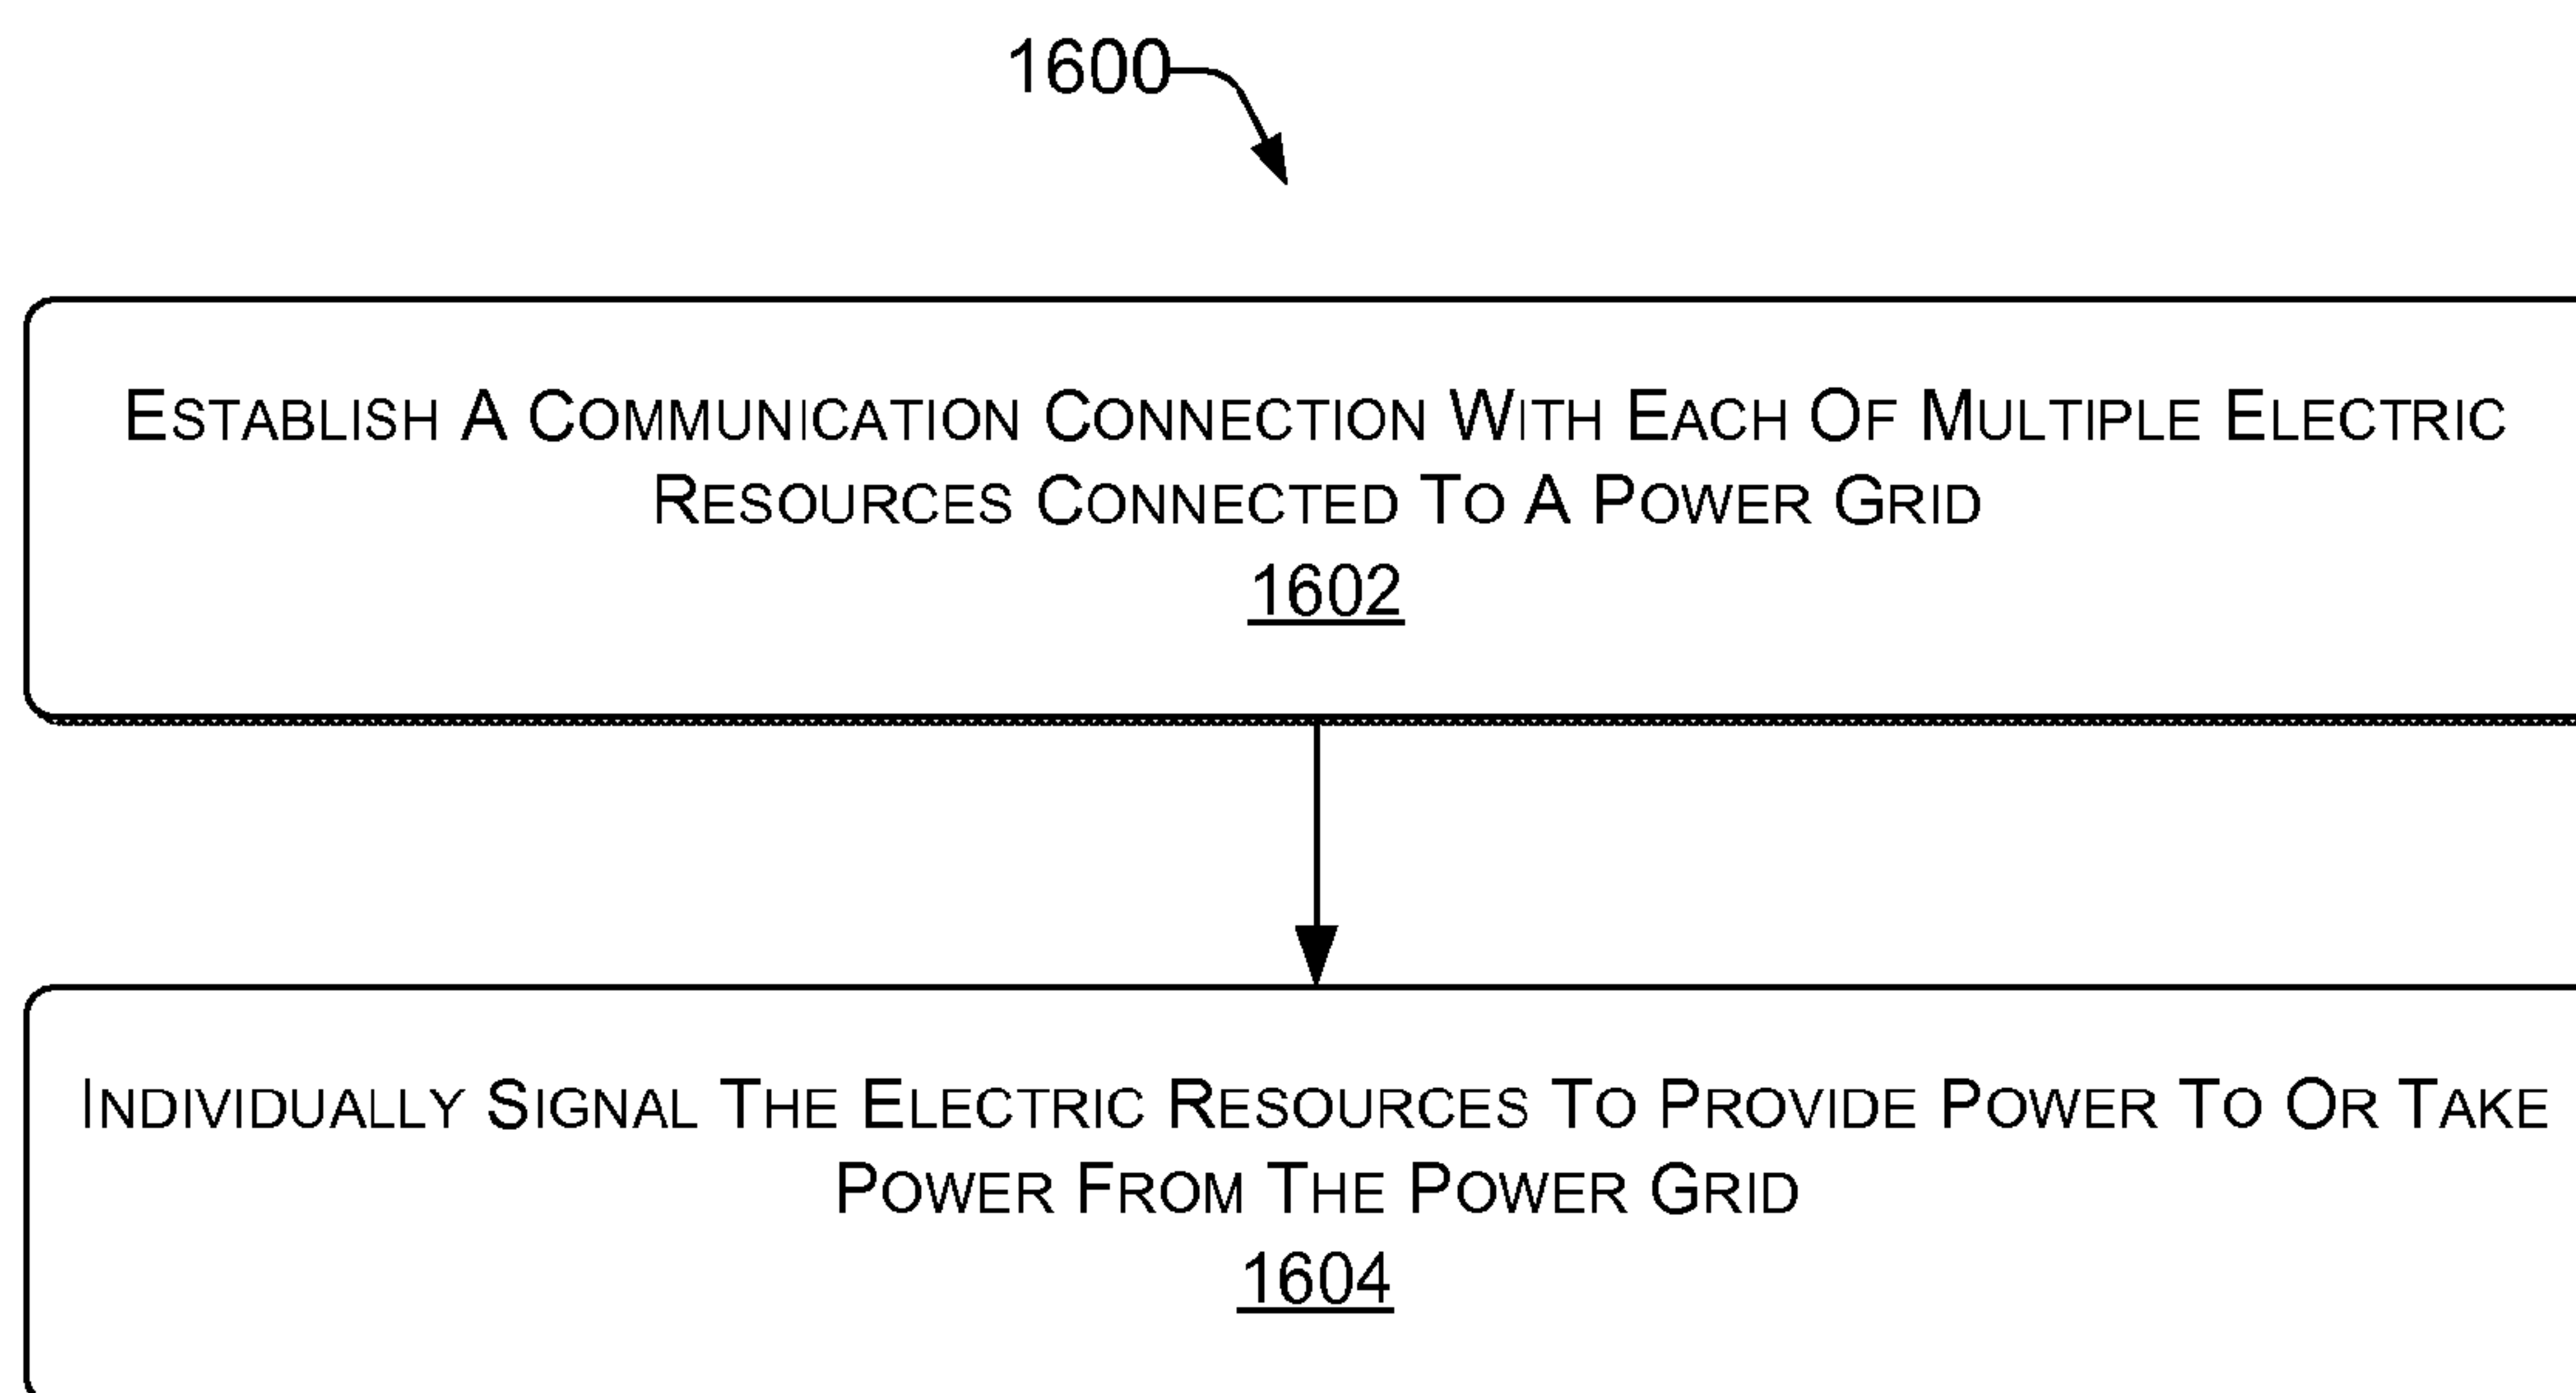 1600
ESTABLISH A COMMUNICATION CONNECTION WITH EACH OF MULTIPLE ELECTRIC
RESOURCES CONNECTED TO A POWER GRID
1602
INDIVIDUALLY SIGNAL THE ELECTRIC RESOURCES TO PROVIDE POWER TO OR TAKE
POWER FROM THE POWER GRID
1604